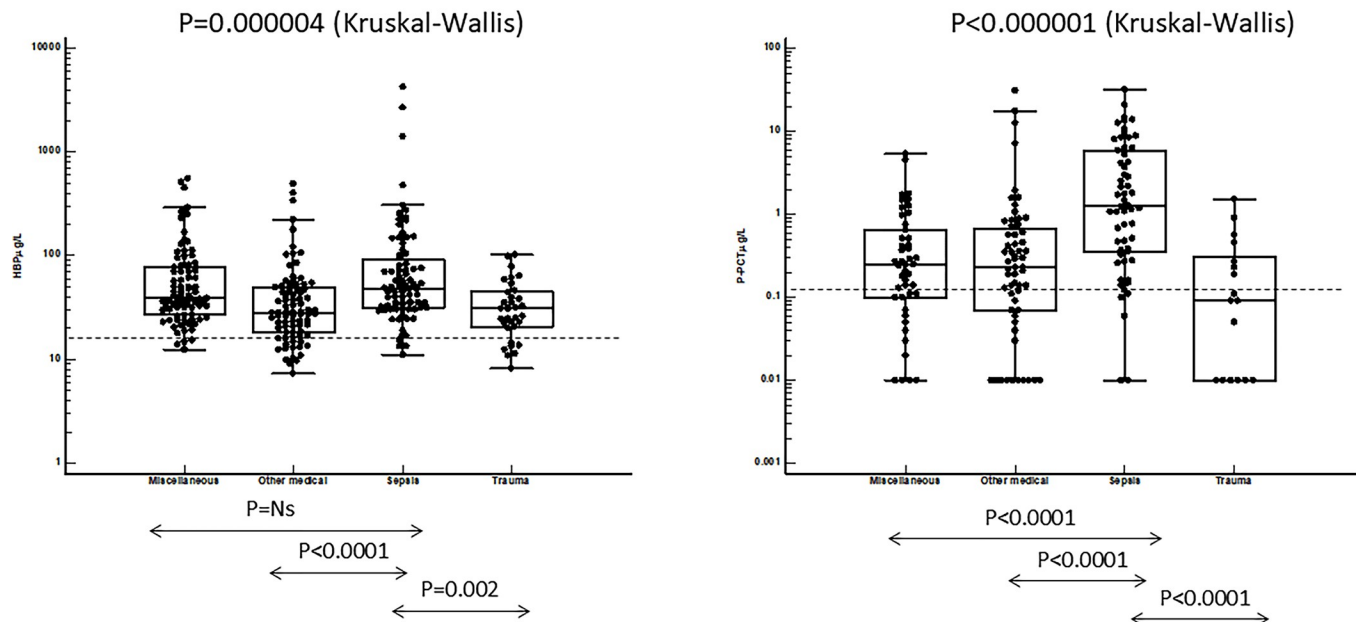 P=0.000004 (Kruskal-Wallis)
10000
1000
100
10
1
HBPµg/L
Miscellaneous Other medical Sepsis Trauma
P=Ns
P<0.0001
P=0.002
P<0.000001 (Kruskal-Wallis)
100
10
1
0.1
0.01
0.001
P-PCTµg/L
Miscellaneous Other medical Sepsis Trauma
P<0.0001
P<0.0001
P<0.0001